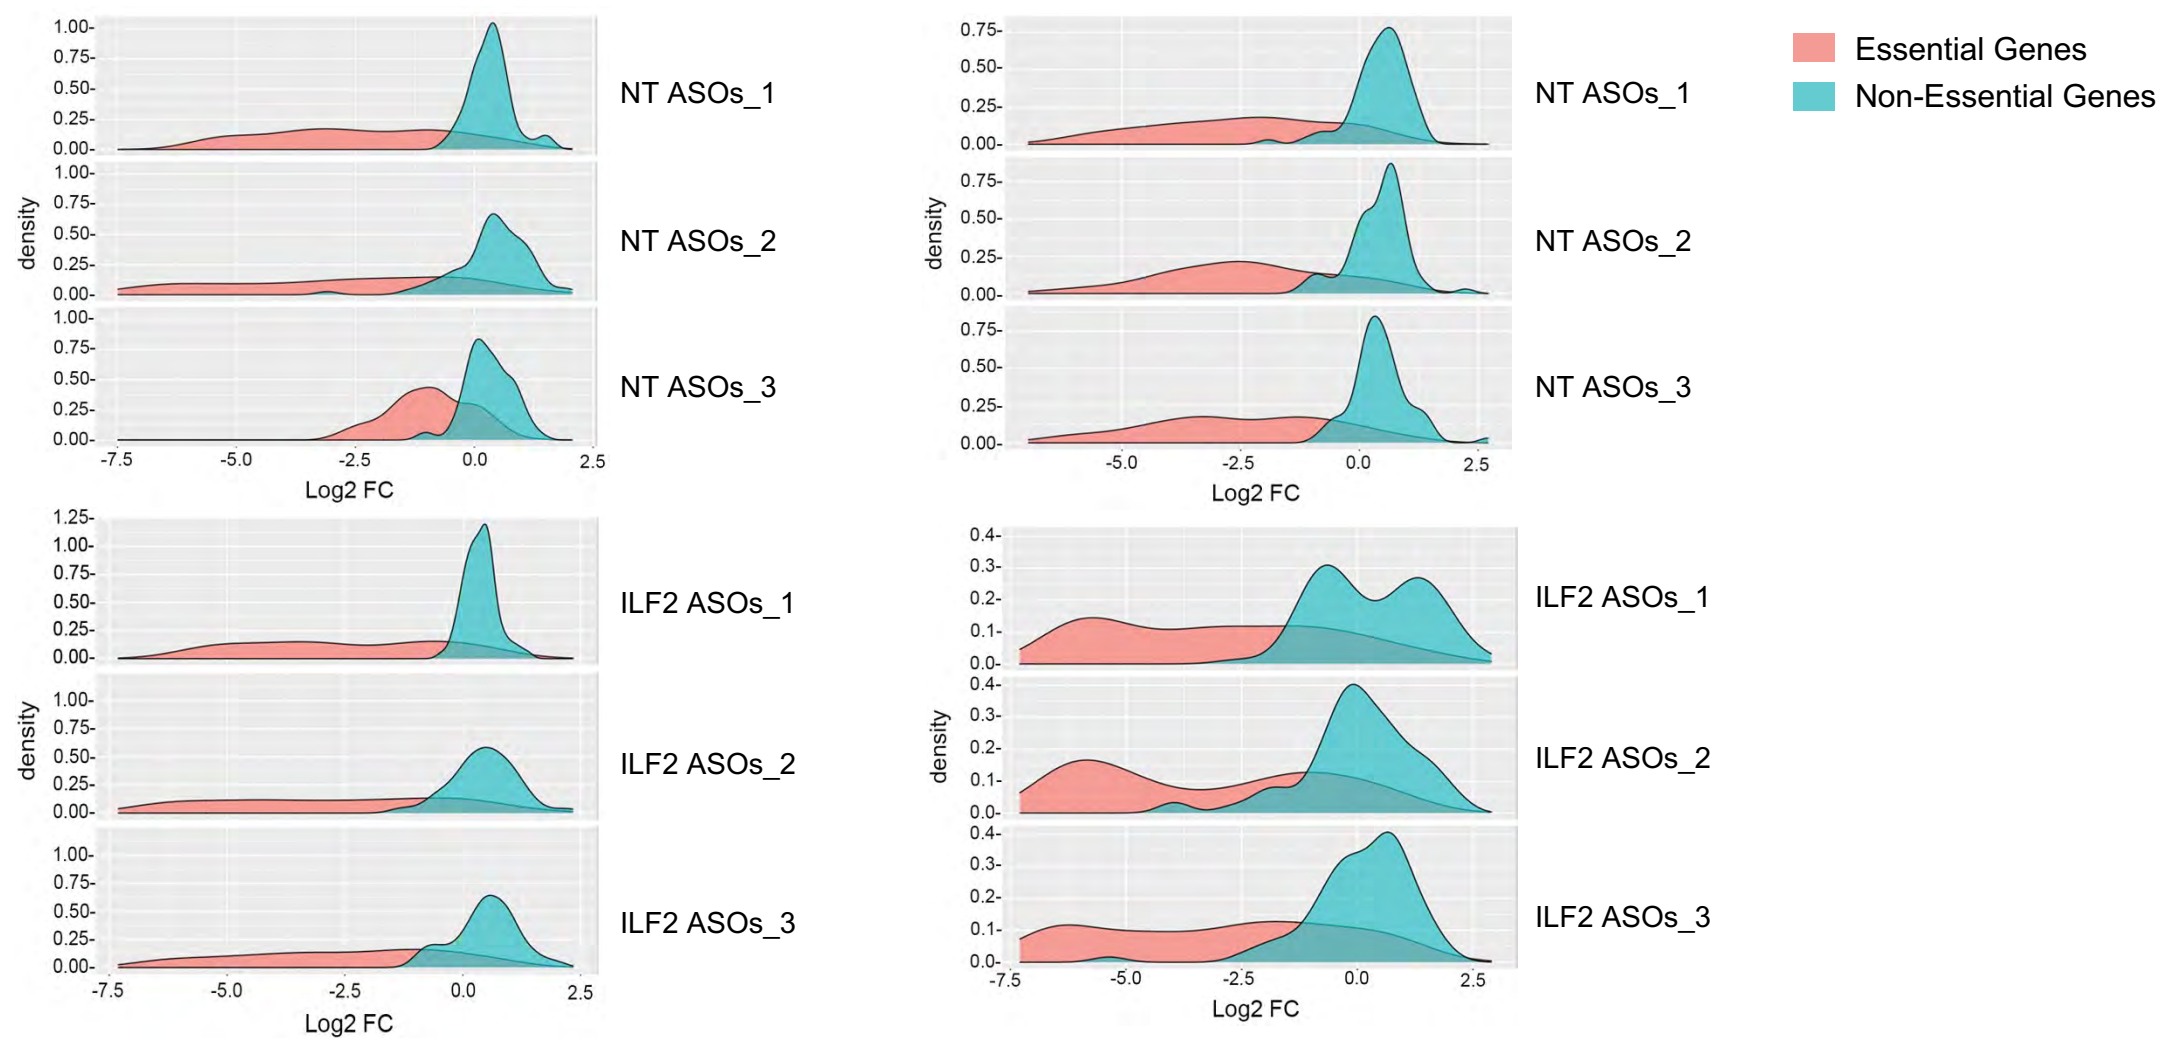 1.00-
0.75-
0.50-
0.25-
0.00-
NT ASOs_1
1.00-
0.75-
0.50-
0.25-
0.00-
NT ASOs_2
1.00-
0.75-
0.50-
0.25-
0.00-
NT ASOs_3
density
-7.5 -5.0 -2.5 0.0 2.5
Log2 FC
0.75-
0.50-
0.25-
0.00-
NT ASOs_1
0.75-
0.50-
0.25-
0.00-
NT ASOs_2
0.75-
0.50-
0.25-
0.00-
NT ASOs_3
density
-5.0 -2.5 0.0 2.5
Log2 FC
Essential Genes
Non-Essential Genes
1.25-
1.00-
0.75-
0.50-
0.25-
0.00-
ILF2 ASOs_1
1.00-
0.75-
0.50-
0.25-
0.00-
ILF2 ASOs_2
1.00-
0.75-
0.50-
0.25-
0.00-
ILF2 ASOs_3
density
-7.5 -5.0 -2.5 0.0 2.5
Log2 FC
0.4-
0.3-
0.2-
0.1-
0.0-
ILF2 ASOs_1
0.4-
0.3-
0.2-
0.1-
0.0-
ILF2 ASOs_2
0.4-
0.3-
0.2-
0.1-
0.0-
ILF2 ASOs_3
density
-7.5 -5.0 -2.5 0.0 2.5
Log2 FC